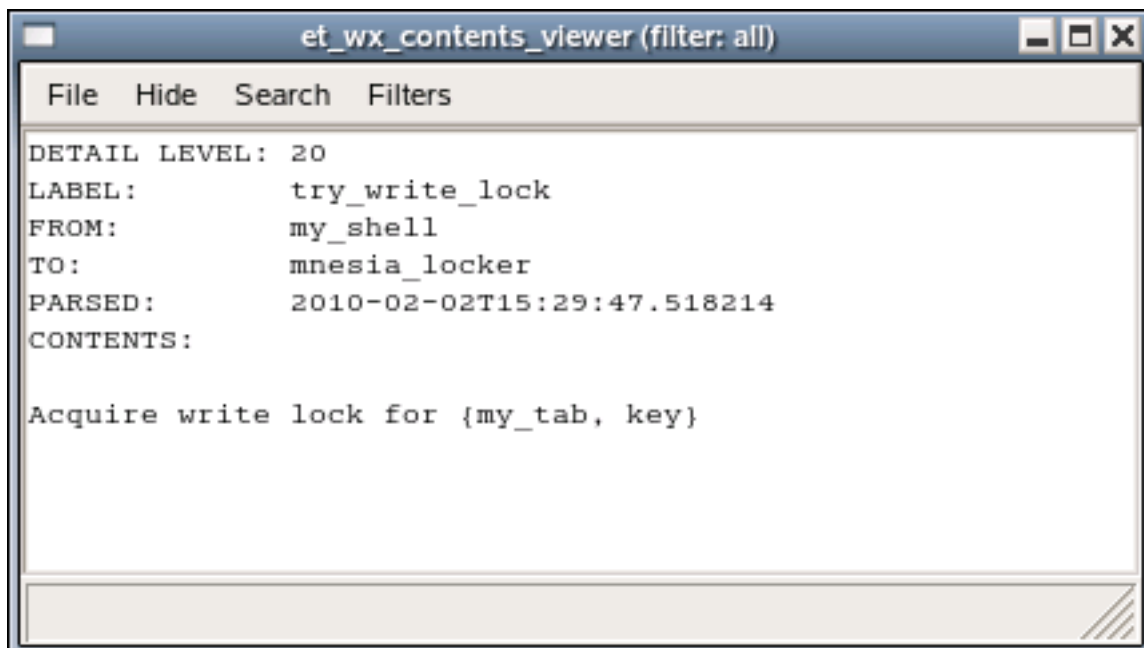 et_wx_contents_viewer (filter: all)
File Hide Search Filters
DETAIL LEVEL: 20
LABEL: try_write_lock
FROM: my_shell
TO: mnesia_locker
PARSED: 2010-02-02T15:29:47.518214
CONTENTS:
Acquire write lock for {my_tab, key}